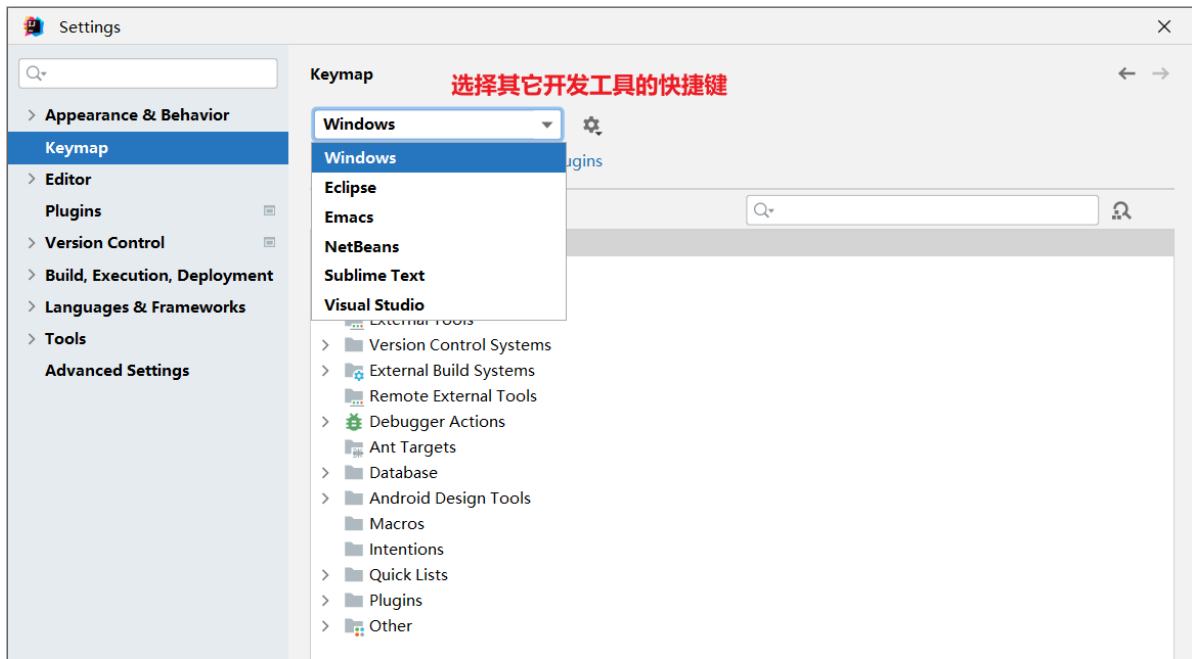 Settings
Appearance & Behavior
Keymap
Editor
Plugins
Version Control
Build, Execution, Deployment
Languages & Frameworks
Tools
Advanced Settings
Keymap
选择其它开发工具的快捷键
Windows
Windows
Eclipse
Emacs
NetBeans
Sublime Text
Visual Studio
ugins
External Tools
Version Control Systems
External Build Systems
Remote External Tools
Debugger Actions
Ant Targets
Database
Android Design Tools
Macros
Intentions
Quick Lists
Plugins
Other